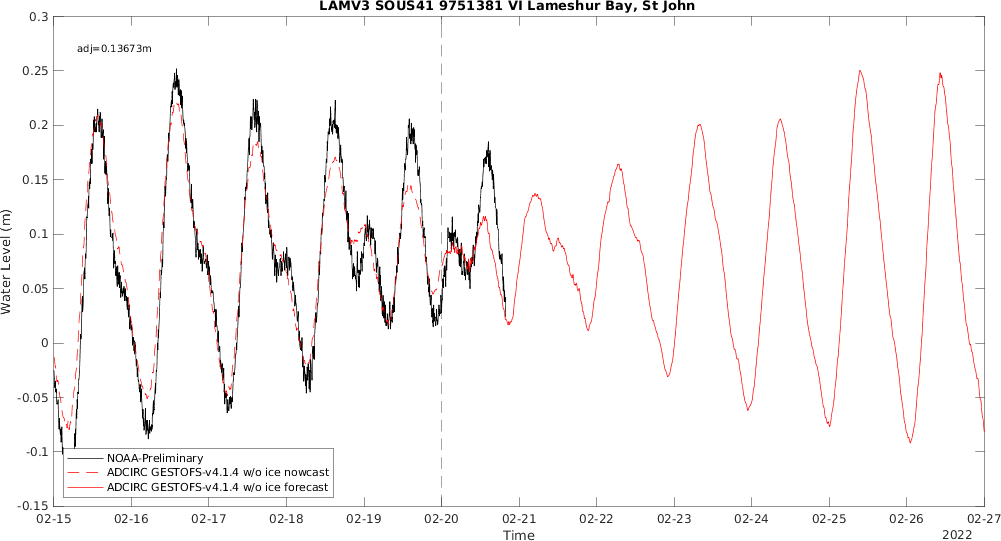 LAMV3 SOUS41 9751381 VI Lameshur Bay, St John
adj=0.13673m
0.3
0.25
0.2
0.15
0.1
0.05
0
-0.05
-0.1
-0.15
Water Level (m)
NOAA-Preliminary
ADCIRC GESTOFS-v4.1.4 w/o ice nowcast
ADCIRC GESTOFS-v4.1.4 w/o ice forecast
02-15 02-16 02-17 02-18 02-19 02-20 02-21 02-22 02-23 02-24 02-25 02-26 02-27
Time
2022